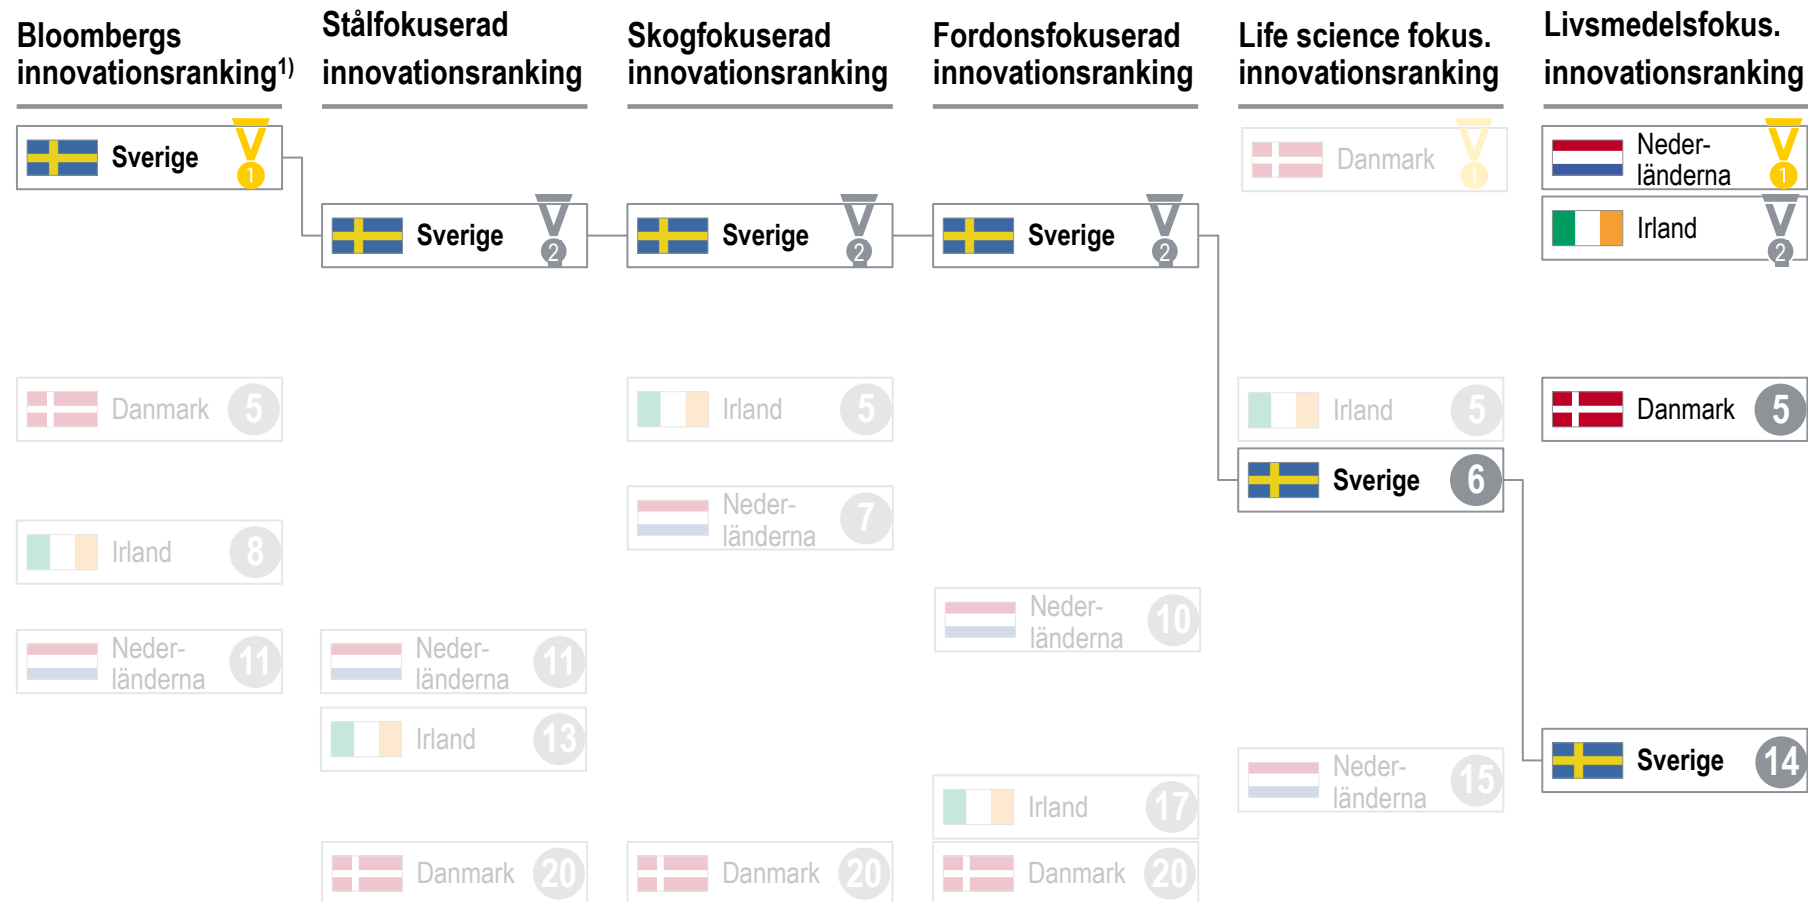 Bloombergs
innovationsranking1)
Sverige
1
Danmark 5
Irland 8
Neder-
länderna 11
Stålfokuserad
innovationsranking
Sverige
2
Neder-
länderna 11
Irland 13
Danmark 20
Skogfokuserad
innovationsranking
Sverige
2
Irland 5
Neder-
länderna 7
Danmark 20
Fordonsfokuserad
innovationsranking
Sverige
2
Neder-
länderna 10
Irland 17
Danmark 20
Life science fokus.
innovationsranking
Danmark
1
Irland 5
Sverige 6
Neder-
länderna 15
Livsmedelsfokus.
innovationsranking
Neder-
länderna 1
Irland
2
Danmark 5
Sverige 14